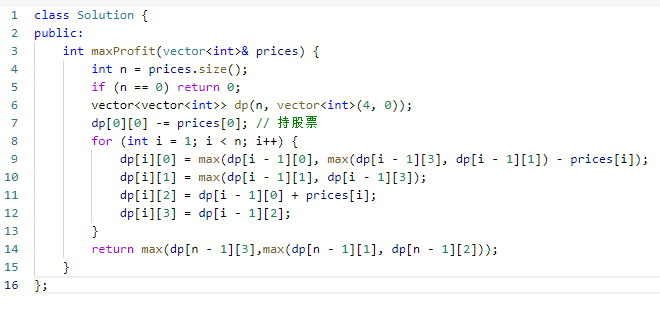 1 class Solution {
2 public:
3     int maxProfit(vector<int>& prices) {
4         int n = prices.size();
5         if (n == 0) return 0;
6         vector<vector<int>> dp(n, vector<int>(4, 0));
7         dp[0][0] -= prices[0]; // 持股票
8         for (int i = 1; i < n; i++) {
9             dp[i][0] = max(dp[i - 1][0], max(dp[i - 1][3], dp[i - 1][1]) - prices[i]);
10             dp[i][1] = max(dp[i - 1][1], dp[i - 1][3]);
11             dp[i][2] = dp[i - 1][0] + prices[i];
12             dp[i][3] = dp[i - 1][2];
13         }
14         return max(dp[n - 1][3],max(dp[n - 1][1], dp[n - 1][2]));
15     }
16 };